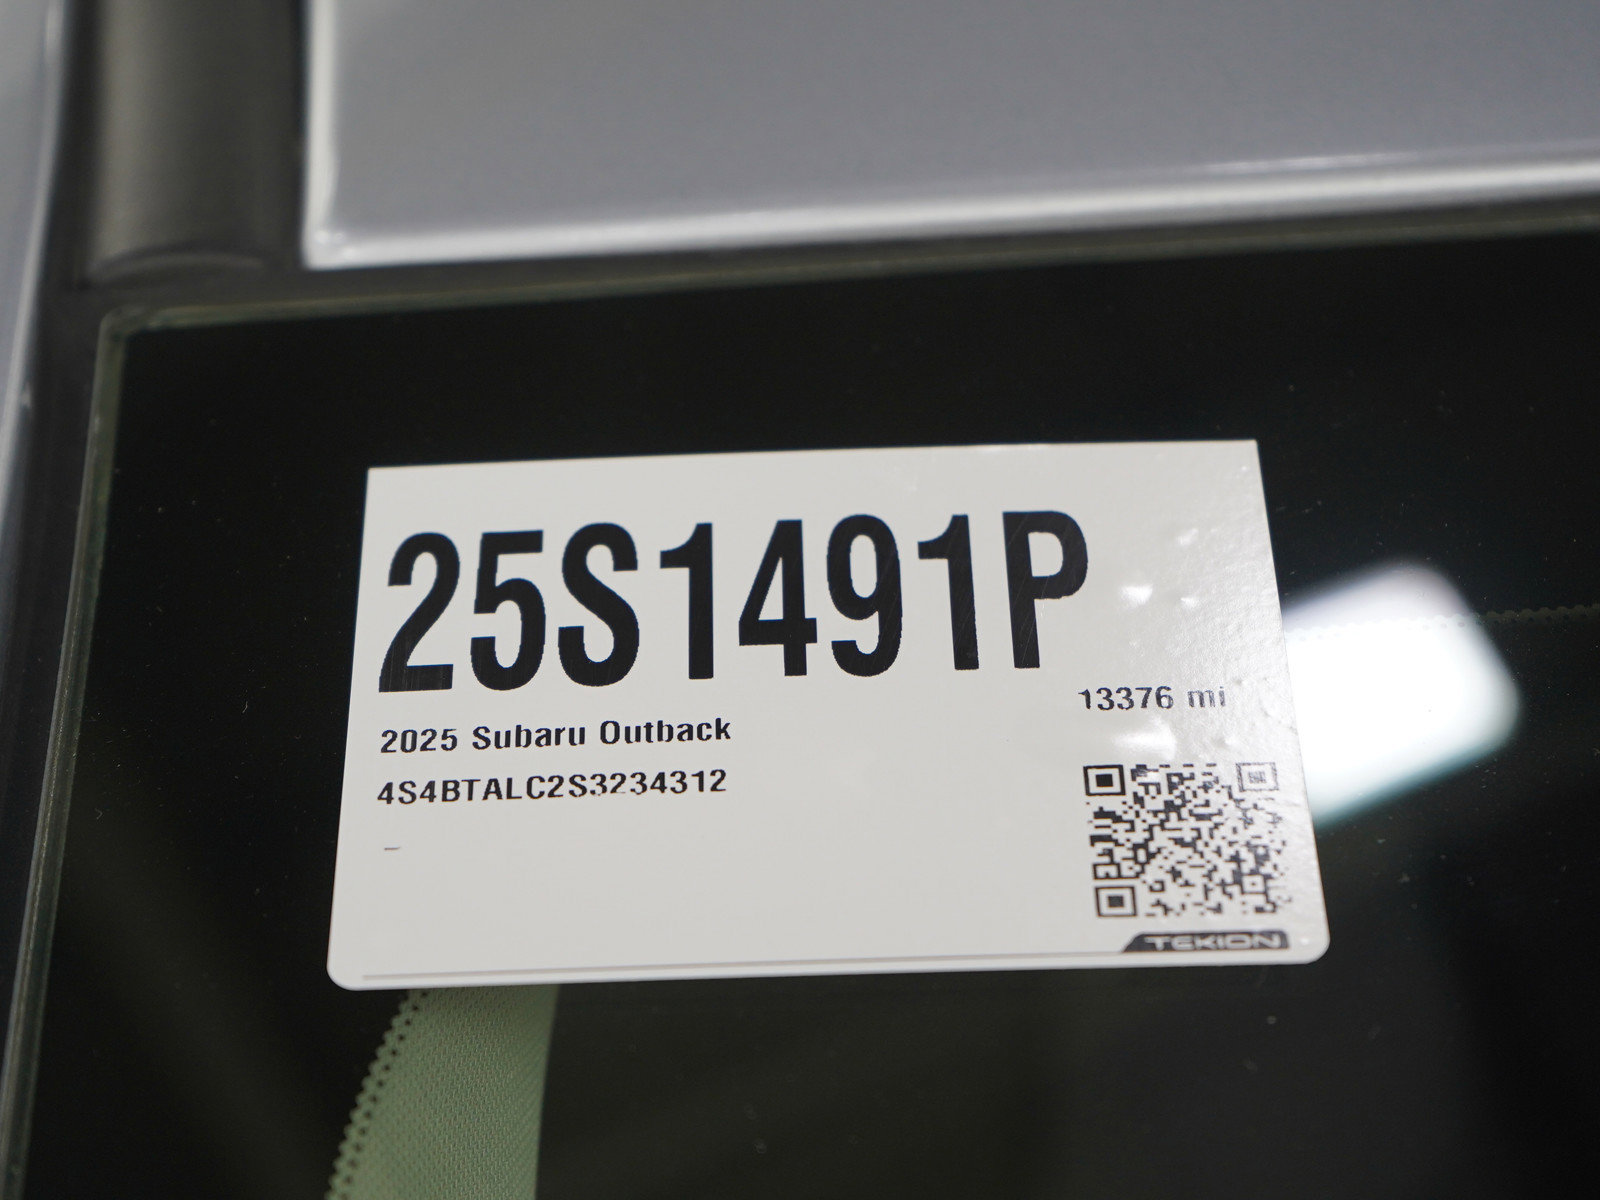 25S1491P
13376 mi
2025 Subaru Outback
4S4BTALC2S3234312
–
TEKION